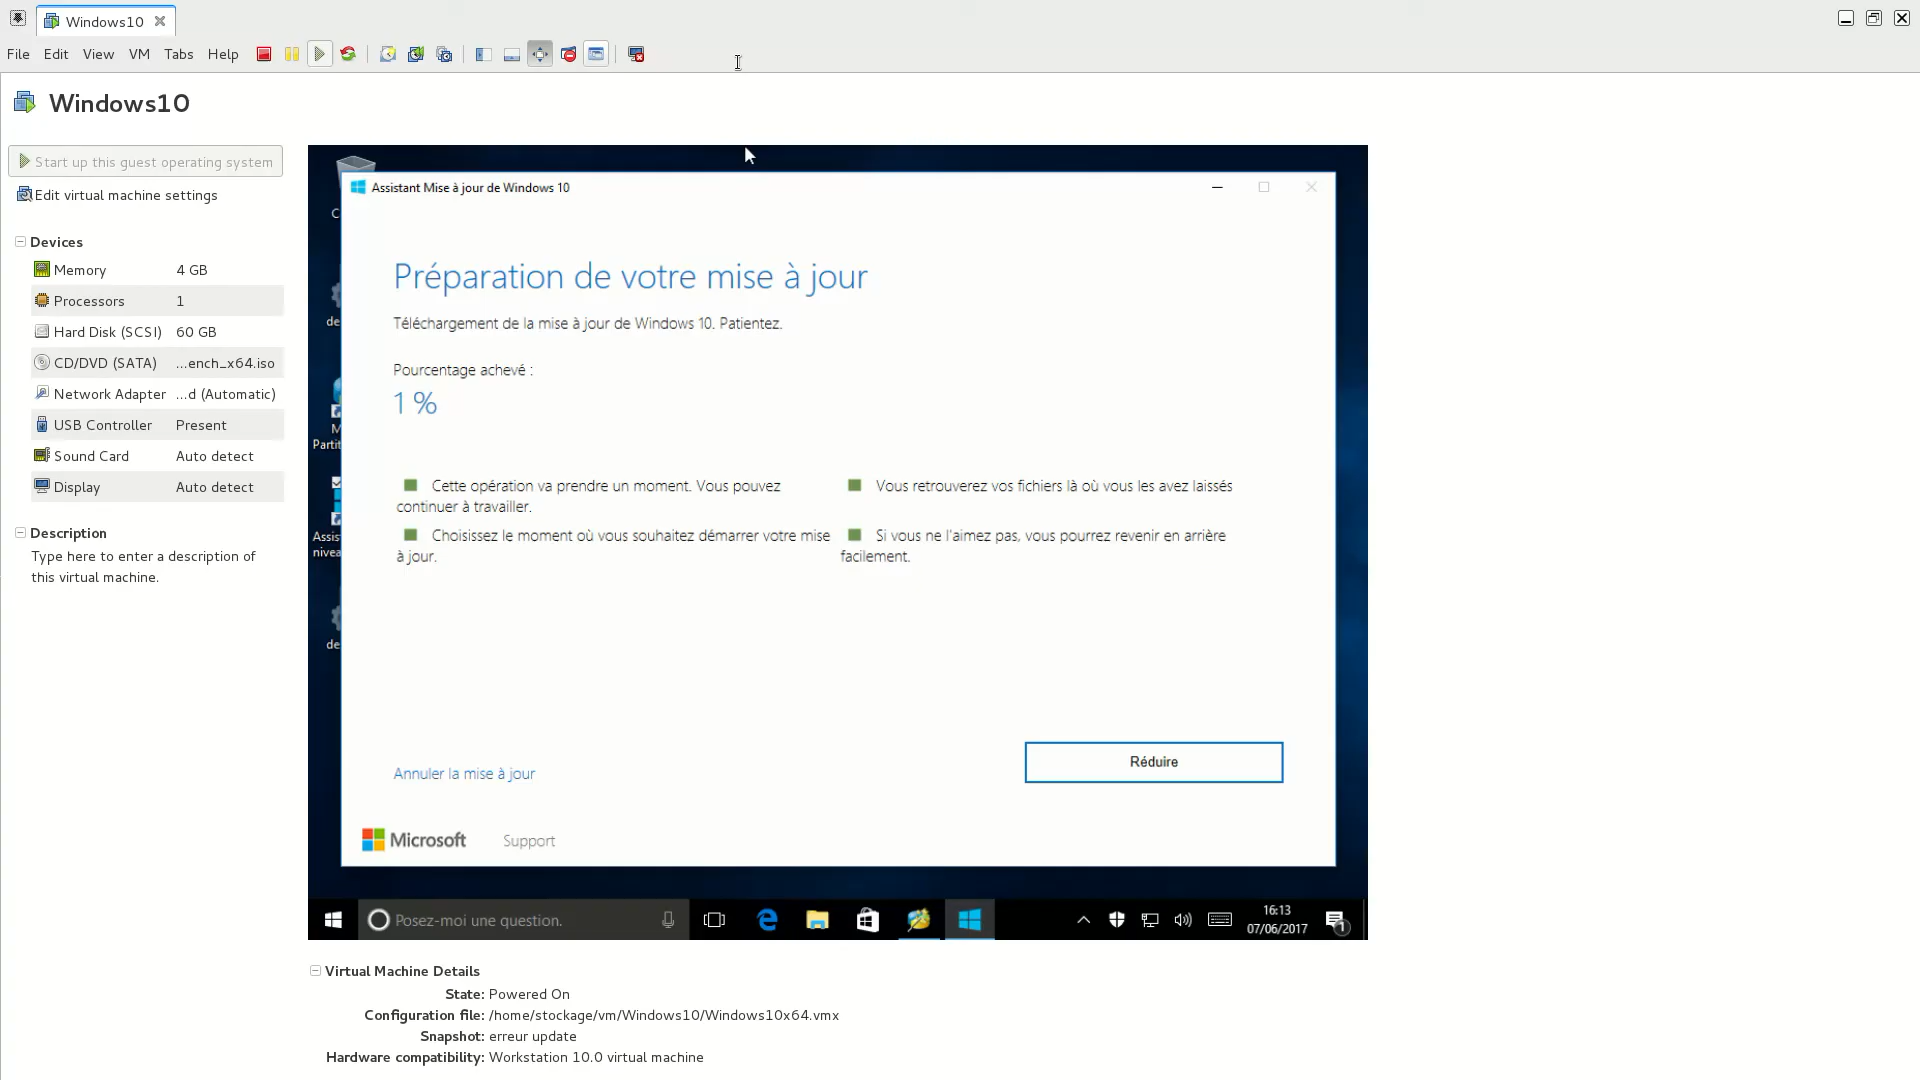 Windows10
File Edit View VM Tabs Help
Windows10
Start up this guest operating system
Edit virtual machine settings
Devices
Memory 4 GB
Processors 1
Hard Disk (SCSI) 60 GB
CD/DVD (SATA) ...ench_x64.iso
Network Adapter ...d (Automatic)
USB Controller Present
Sound Card Auto detect
Display Auto detect
Description
Type here to enter a description of
this virtual machine.
Assistant Mise à jour de Windows 10
Préparation de votre mise à jour
Téléchargement de la mise à jour de Windows 10. Patientez.
Pourcentage achevé :
1 %
Cette opération va prendre un moment. Vous pouvez
continuer à travailler.
Choisissez le moment où vous souhaitez démarrer votre mise
à jour.
Vous retrouverez vos fichiers là où vous les avez laissés
Si vous ne l'aimez pas, vous pourrez revenir en arrière
facilement.
Annuler la mise à jour
Réduire
Microsoft Support
C
de
M
Partit
Assis
nivea
de
Posez-moi une question.
16:13
07/06/2017
1
Virtual Machine Details
State: Powered On
Configuration file: /home/stockage/vm/Windows10/Windows10x64.vmx
Snapshot: erreur update
Hardware compatibility: Workstation 10.0 virtual machine